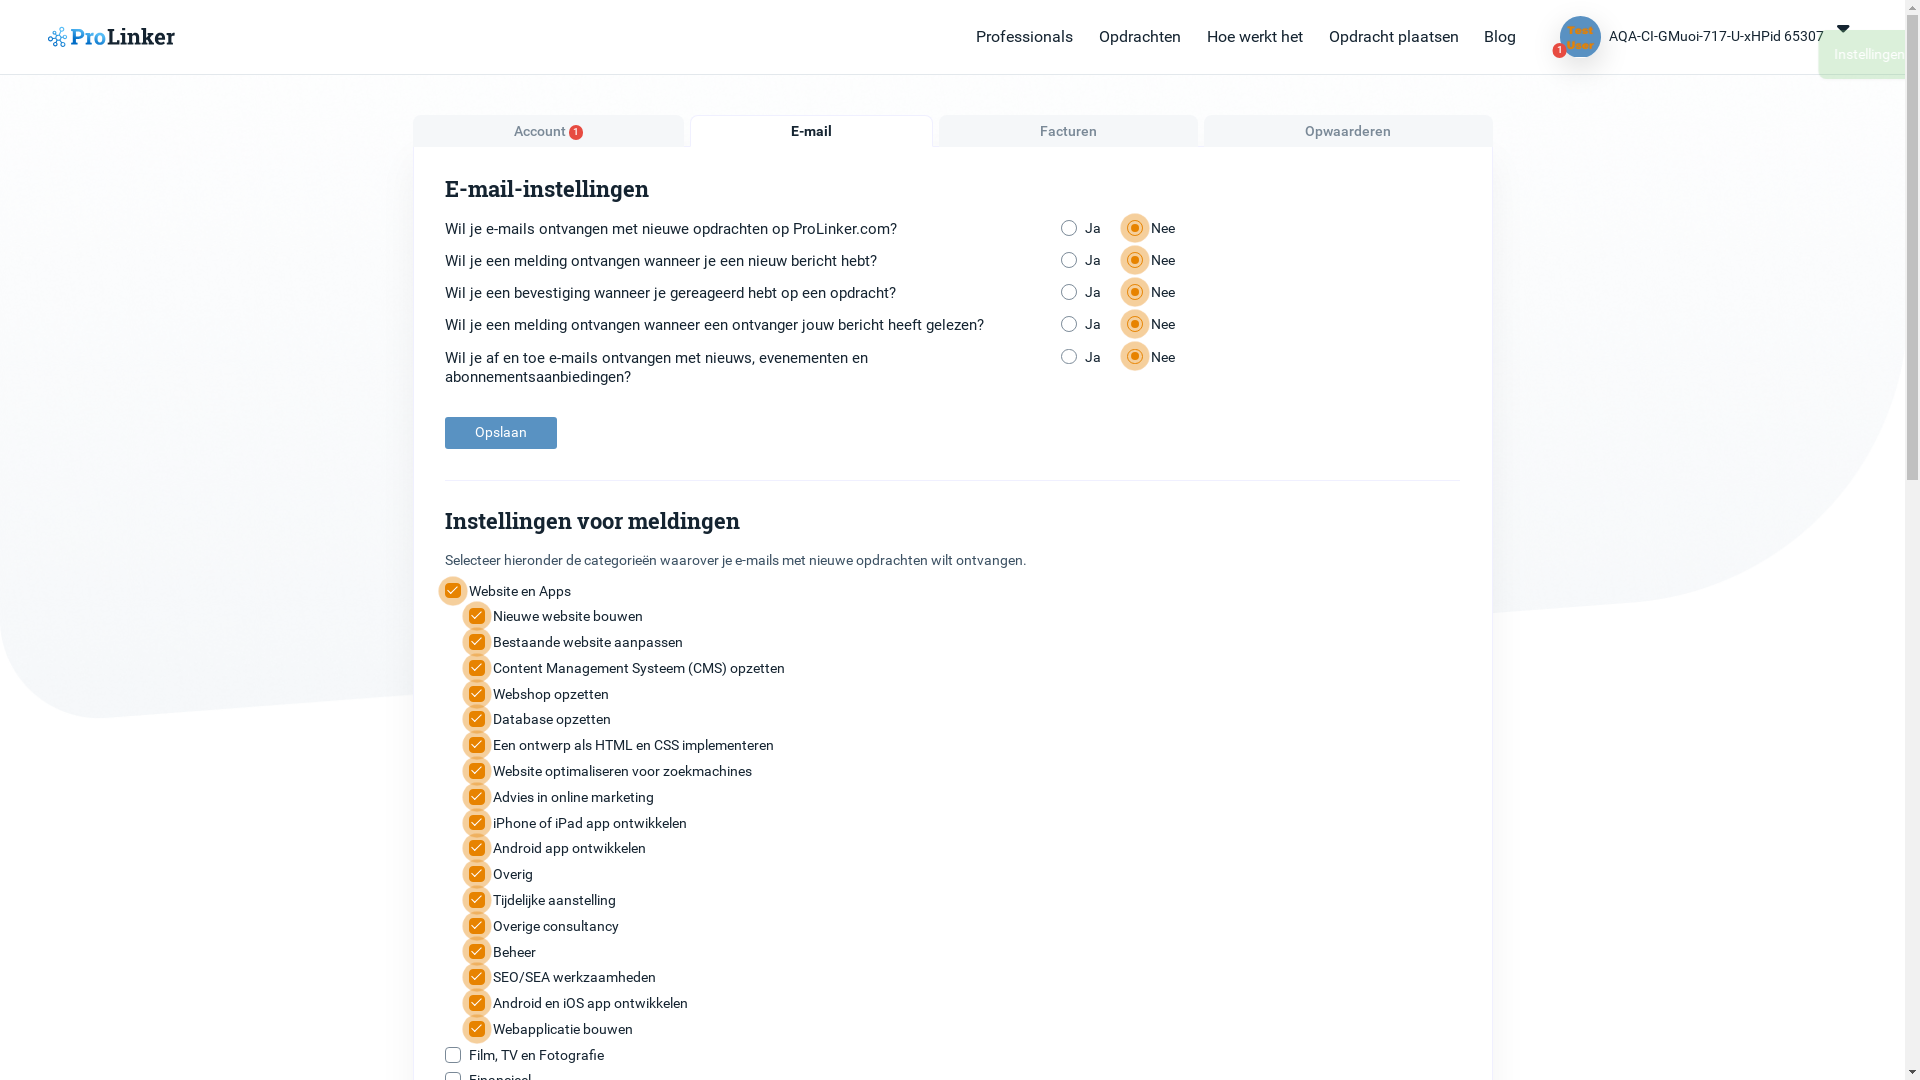 ProLinker
Professionals
Opdrachten
Hoe werkt het
Opdracht plaatsen
Blog
Test
User
1
AQA-CI-GMuoi-717-U-xHPid 65307
Instellingen
Account 1
E-mail
Facturen
Opwaarderen
E-mail-instellingen
Wil je e-mails ontvangen met nieuwe opdrachten op ProLinker.com? Ja Nee
Wil je een melding ontvangen wanneer je een nieuw bericht hebt? Ja Nee
Wil je een bevestiging wanneer je gereageerd hebt op een opdracht? Ja Nee
Wil je een melding ontvangen wanneer een ontvanger jouw bericht heeft gelezen? Ja Nee
Wil je af en toe e-mails ontvangen met nieuws, evenementen en Ja Nee
abonnementsaanbiedingen?
Opslaan
Instellingen voor meldingen
Selecteer hieronder de categorieën waarover je e-mails met nieuwe opdrachten wilt ontvangen.
Website en Apps
Nieuwe website bouwen
Bestaande website aanpassen
Content Management Systeem (CMS) opzetten
Webshop opzetten
Database opzetten
Een ontwerp als HTML en CSS implementeren
Website optimaliseren voor zoekmachines
Advies in online marketing
iPhone of iPad app ontwikkelen
Android app ontwikkelen
Overig
Tijdelijke aanstelling
Overige consultancy
Beheer
SEO/SEA werkzaamheden
Android en iOS app ontwikkelen
Webapplicatie bouwen
Film, TV en Fotografie
Financieel